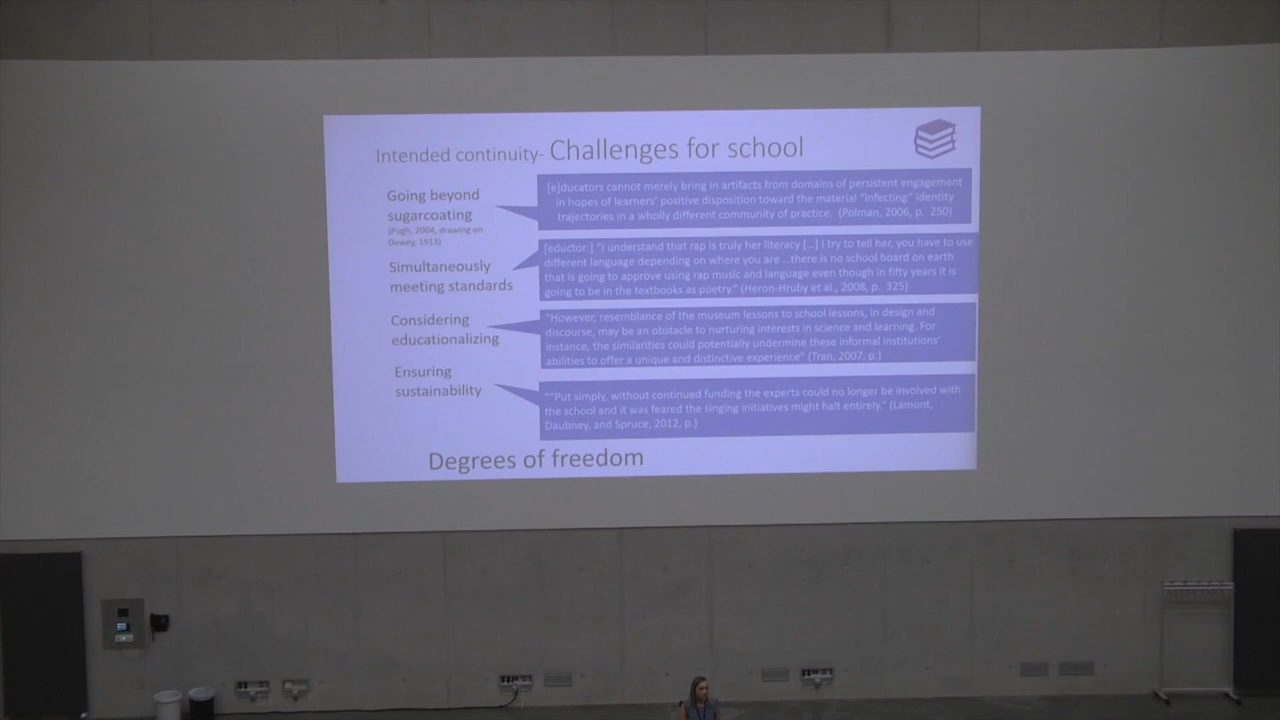 Intended continuity- Challenges for school
Going beyond
sugarcoating
(Pugh, 2004, drawing on
Dewey, 1913)
[e]ducators cannot merely bring in artifacts from domains of persistent engagement
in hopes of learners' positive disposition toward the material "infecting" identity
trajectories in a wholly different community of practice. (Polman, 2006, p. 250)
Simultaneously
meeting standards
[eductor:] "I understand that rap is truly her literacy [...] I try to tell her, you have to use
different language depending on where you are ...there is no school board on earth
that is going to approve using rap music and language even though in fifty years it is
going to be in the textbooks as poetry." (Heron-Hruby et al., 2008, p. 325)
Considering
educationalizing
"However, resemblance of the museum lessons to school lessons, in design and
discourse, may be an obstacle to nurturing interests in science and learning. For
instance, the similarities could potentially undermine these informal institutions'
abilities to offer a unique and distinctive experience" (Tran, 2007, p.)
Ensuring
sustainability
""Put simply, without continued funding the experts could no longer be involved with
the school and it was feared the singing initiatives might halt entirely." (Lamont,
Daubney, and Spruce, 2012, p.)
Degrees of freedom